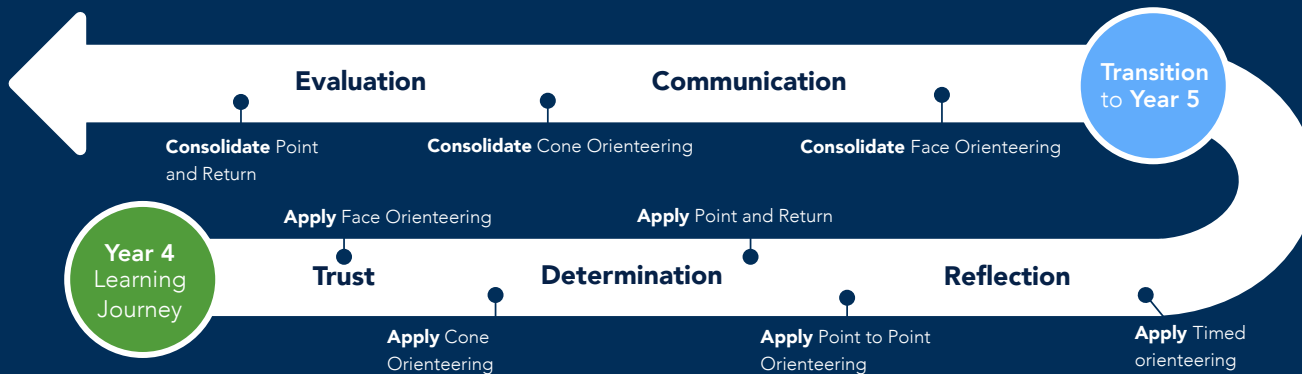 Evaluation
Communication
Transition
to Year 5
Consolidate Point
and Return
Consolidate Cone Orienteering
Consolidate Face Orienteering
Year 4
Learning
Journey
Apply Face Orienteering
Apply Point and Return
Trust
Determination
Reflection
Apply Cone
Orienteering
Apply Point to Point
Orienteering
Apply Timed
orienteering